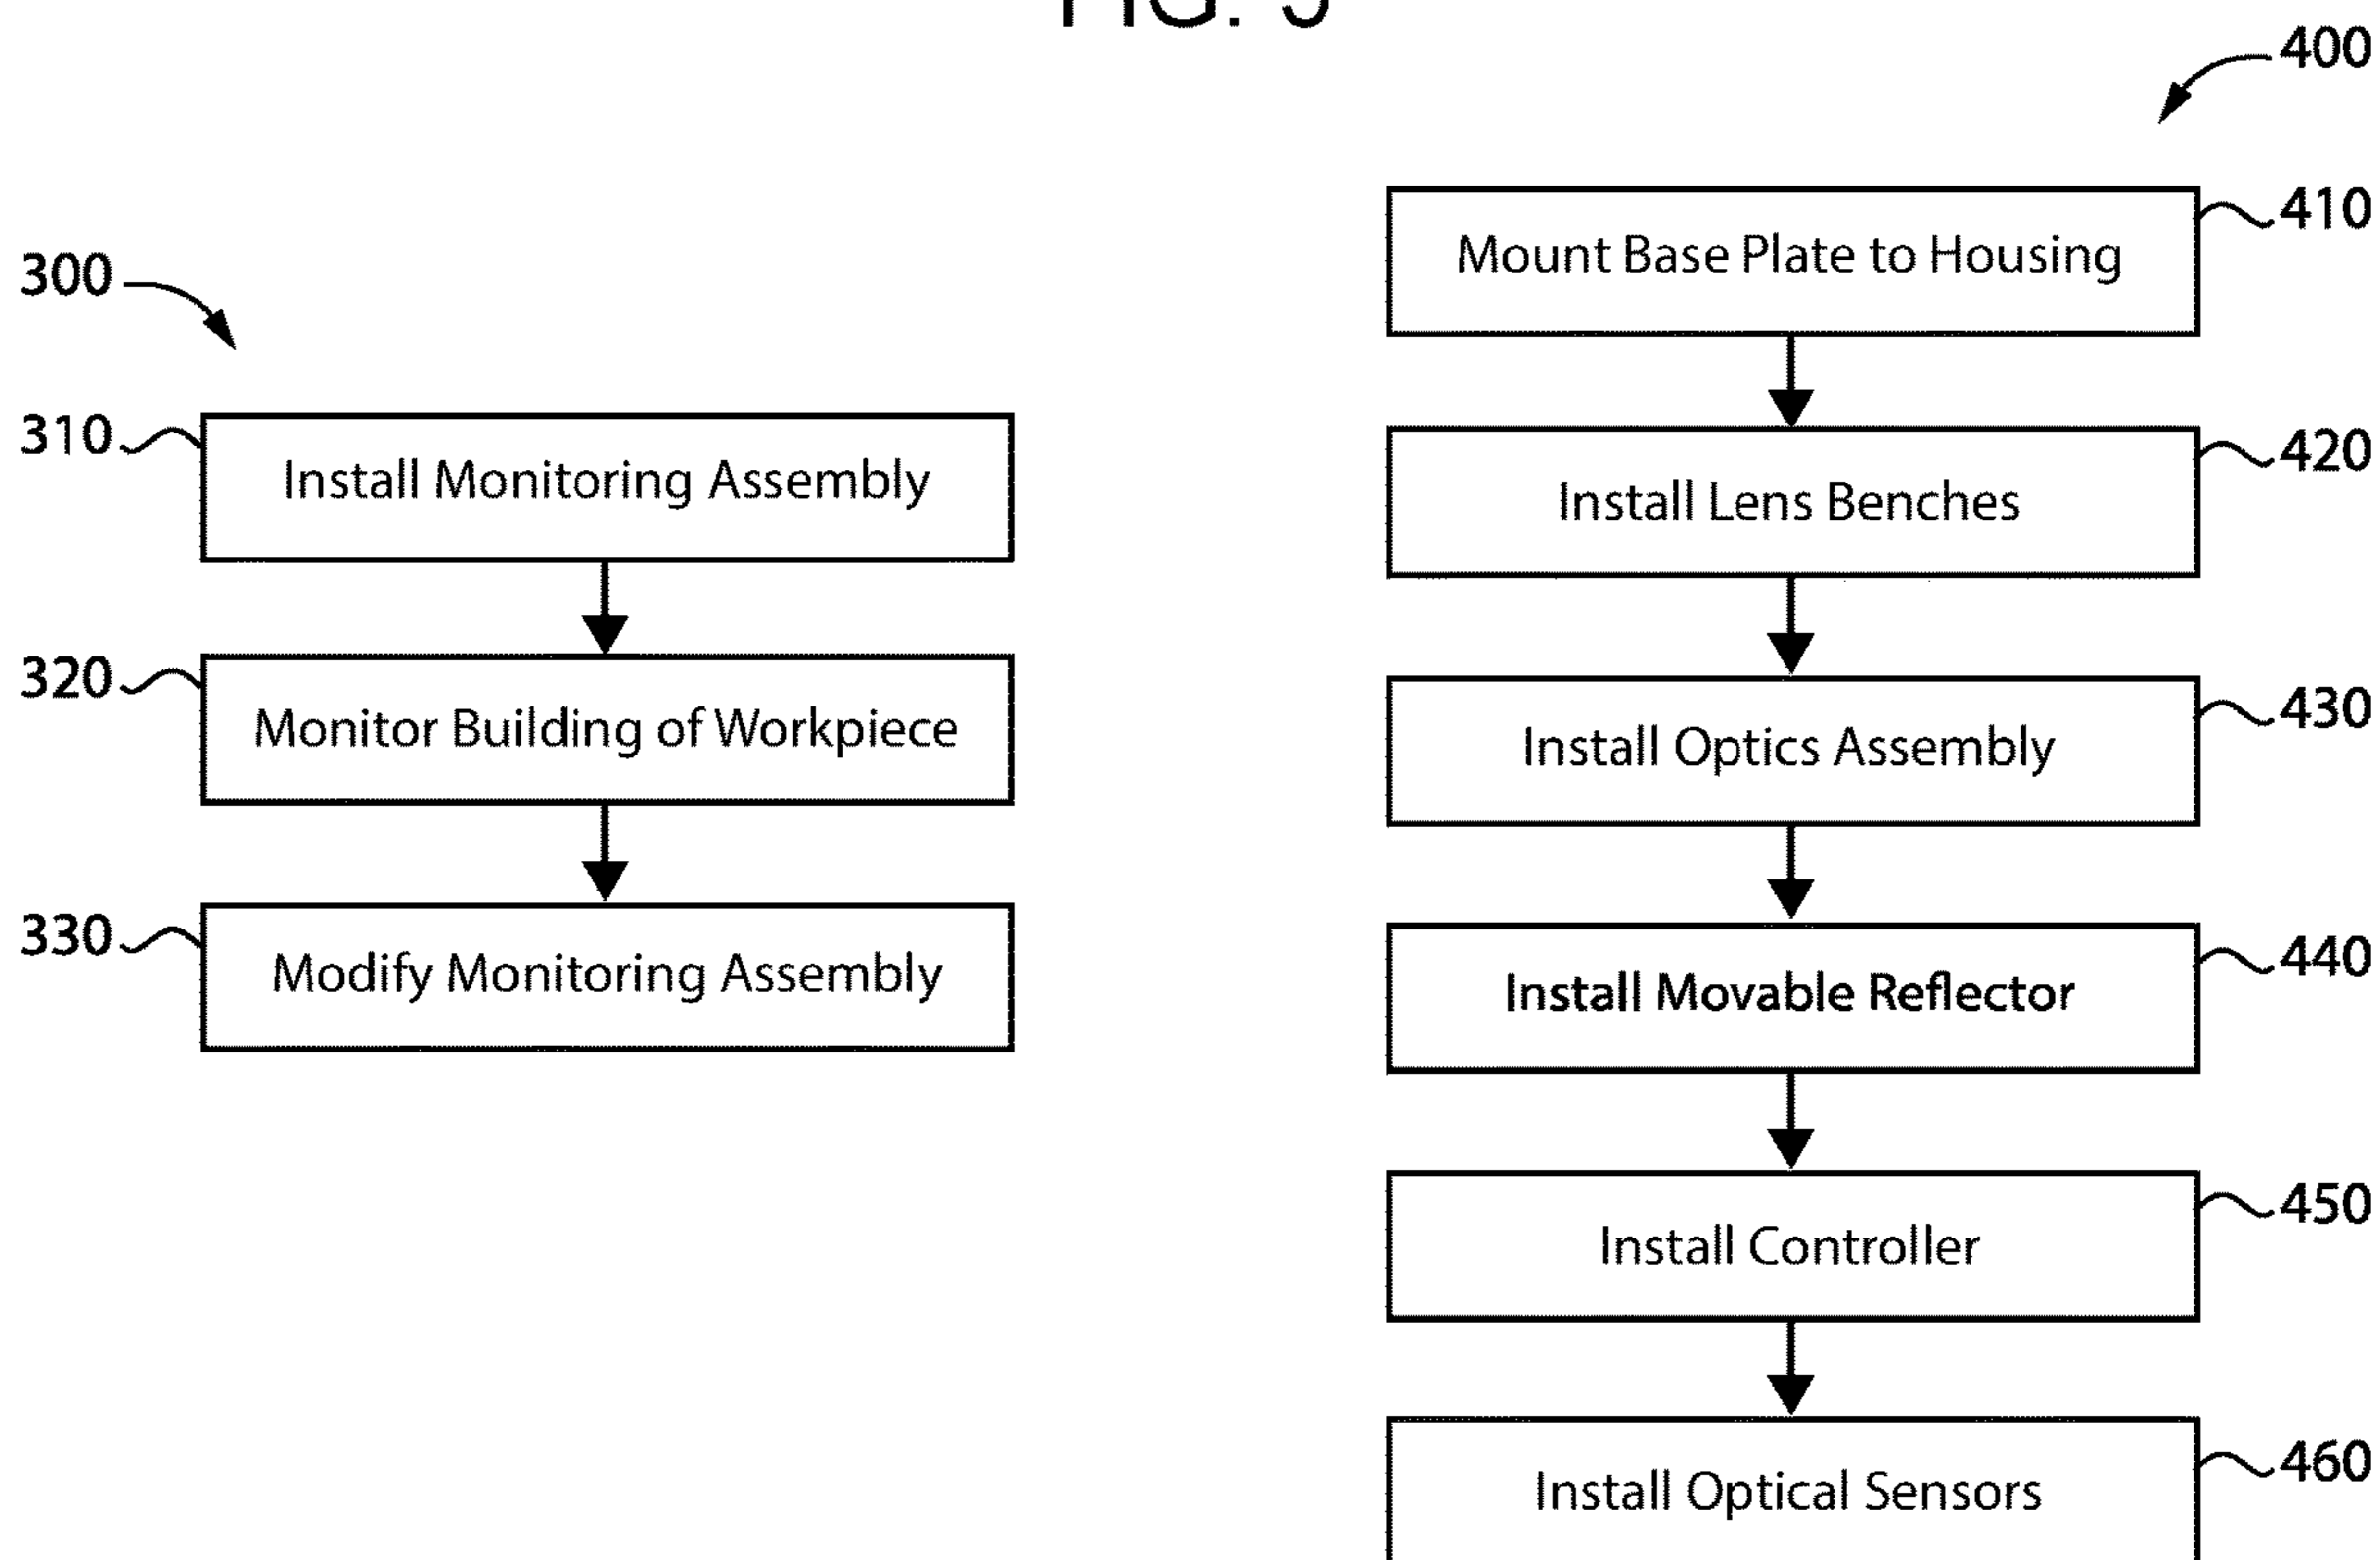 300
310
Install Monitoring Assembly
320
Monitor Building of Workpiece
330
Modify Monitoring Assembly
400
410
Mount Base Plate to Housing
420
Install Lens Benches
430
Install Optics Assembly
440
Install Movable Reflector
450
Install Controller
460
Install Optical Sensors